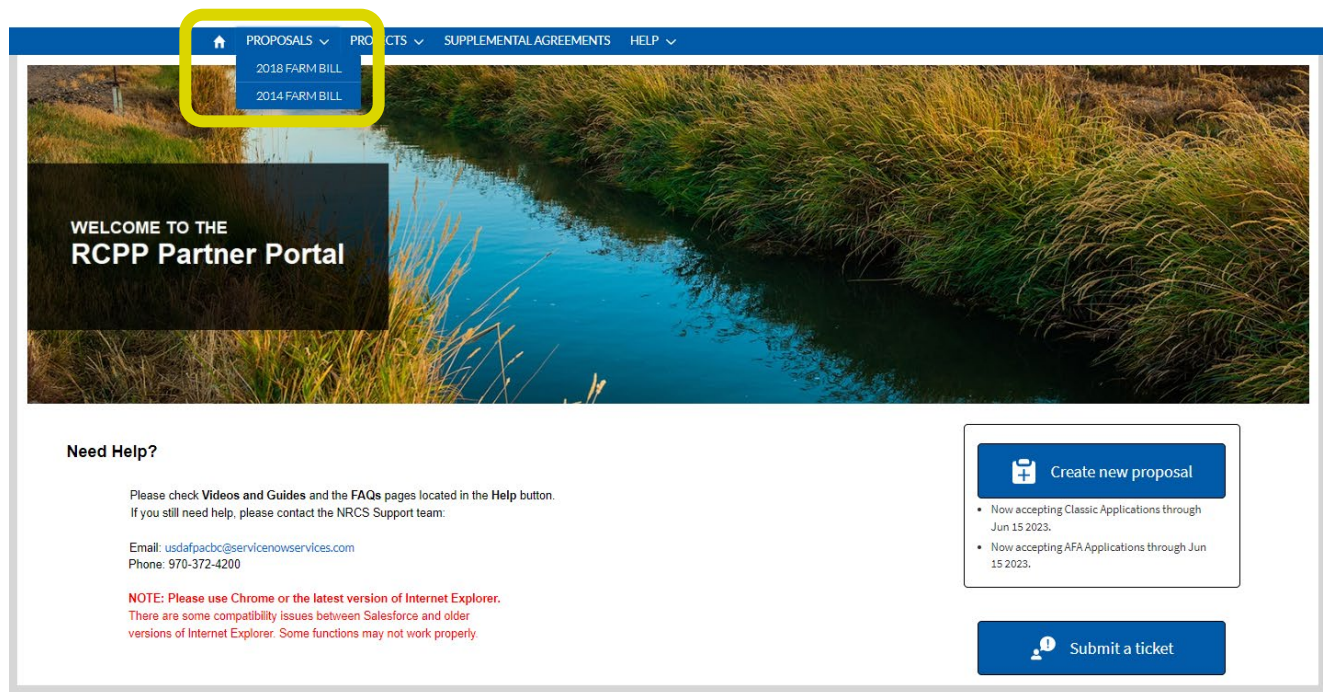 PROPOSALS PROJECTS SUPPLEMENTAL AGREEMENTS HELP
2018 FARM BILL
2014 FARM BILL
WELCOME TO THE
RCPP Partner Portal
Need Help?
Please check Videos and Guides and the FAQs pages located in the Help button.
If you still need help, please contact the NRCS Support team:
Email: usdafpacbc@servicenowservices.com
Phone: 970-372-4200
NOTE: Please use Chrome or the latest version of Internet Explorer.
There are some compatibility issues between Salesforce and older
versions of Internet Explorer. Some functions may not work properly.
Create new proposal
• Now accepting Classic Applications through
Jun 15 2023.
• Now accepting AFA Applications through Jun
15 2023.
Submit a ticket